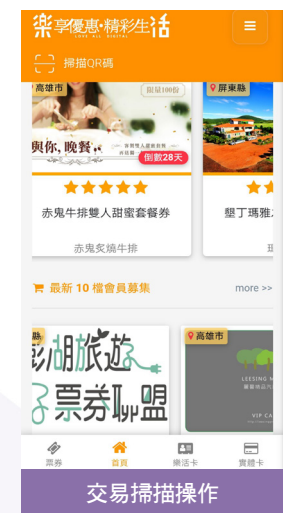 樂享優惠•精彩生活
LOVE ALL DIGITAL
掃描QR碼
高雄市
限量100份
屏東縣
與你,晚餐
倒數28天
赤鬼牛排雙人甜蜜套餐券
墾丁瑪雅
赤鬼炙燒牛排
最新 10 檔會員募集
more >>
縣
高雄市
澎湖旅遊
票券聯盟
LEESING M
VIP CA
票券
首頁
樂活卡
實體卡
交易掃描操作